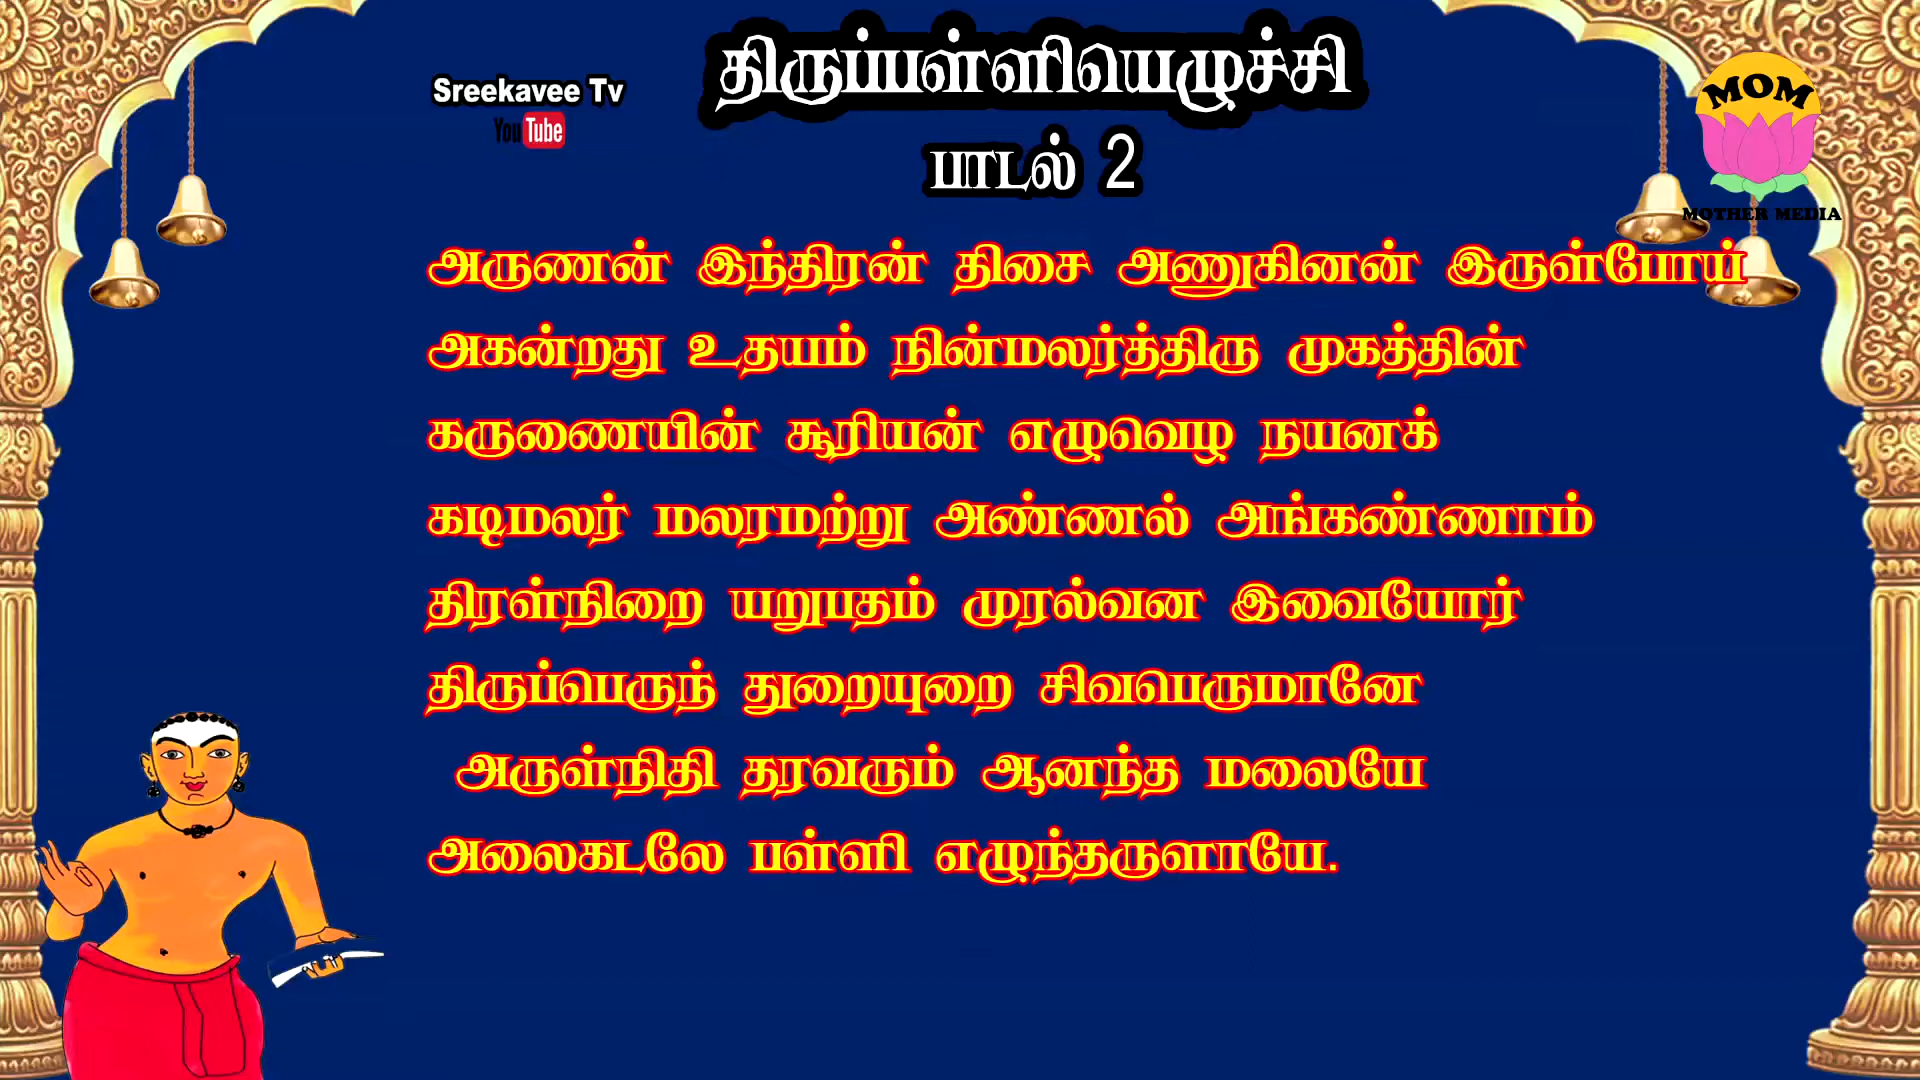 திருப்பள்ளியெழுச்சி
Sreekavee Tv
YouTube
பாடல் 2
MOM
MOTHER MEDIA
அருணன் இந்திரன் திசை அணுகினன் இருள்போய்
அகன்றது உதயம் நின்மலர்த்திரு முகத்தின்
கருணையின் சூரியன் எழுவெழ நயனக்
கடிமலர் மலரமற்று அண்ணல் அங்கண்ணாம்
திரள்நிறை யறுபதம் முரல்வன இவையோர்
திருப்பெருந் துறையுறை சிவபெருமானே
அருள்நிதி தரவரும் ஆனந்த மலையே
அலைகடலே பள்ளி எழுந்தருளாயே.